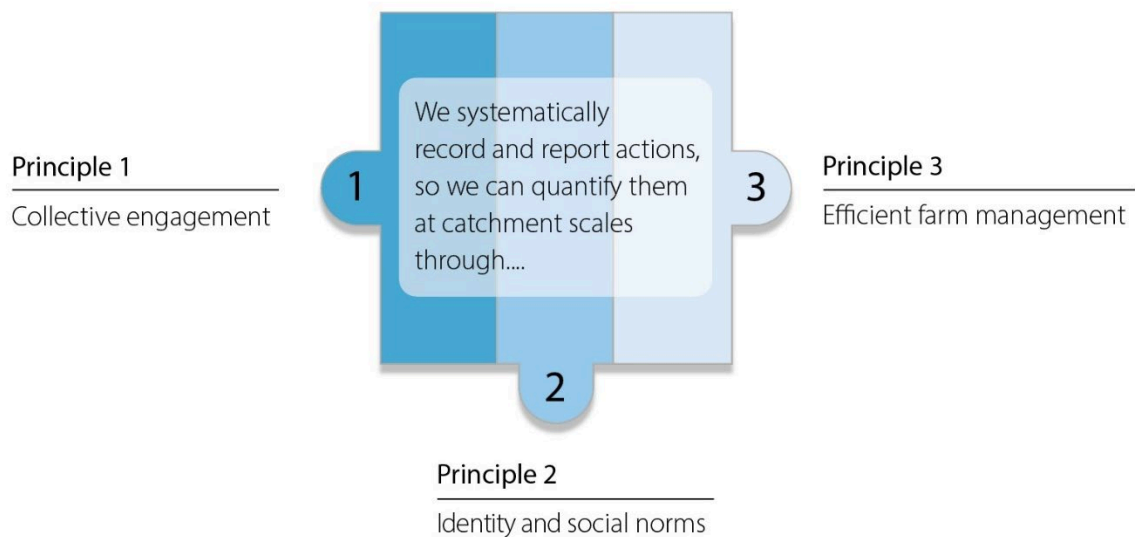 We systematically
record and report actions,
so we can quantify them
at catchment scales
through....
1
Principle 1
Collective engagement
2
Principle 2
Identity and social norms
3
Principle 3
Efficient farm management